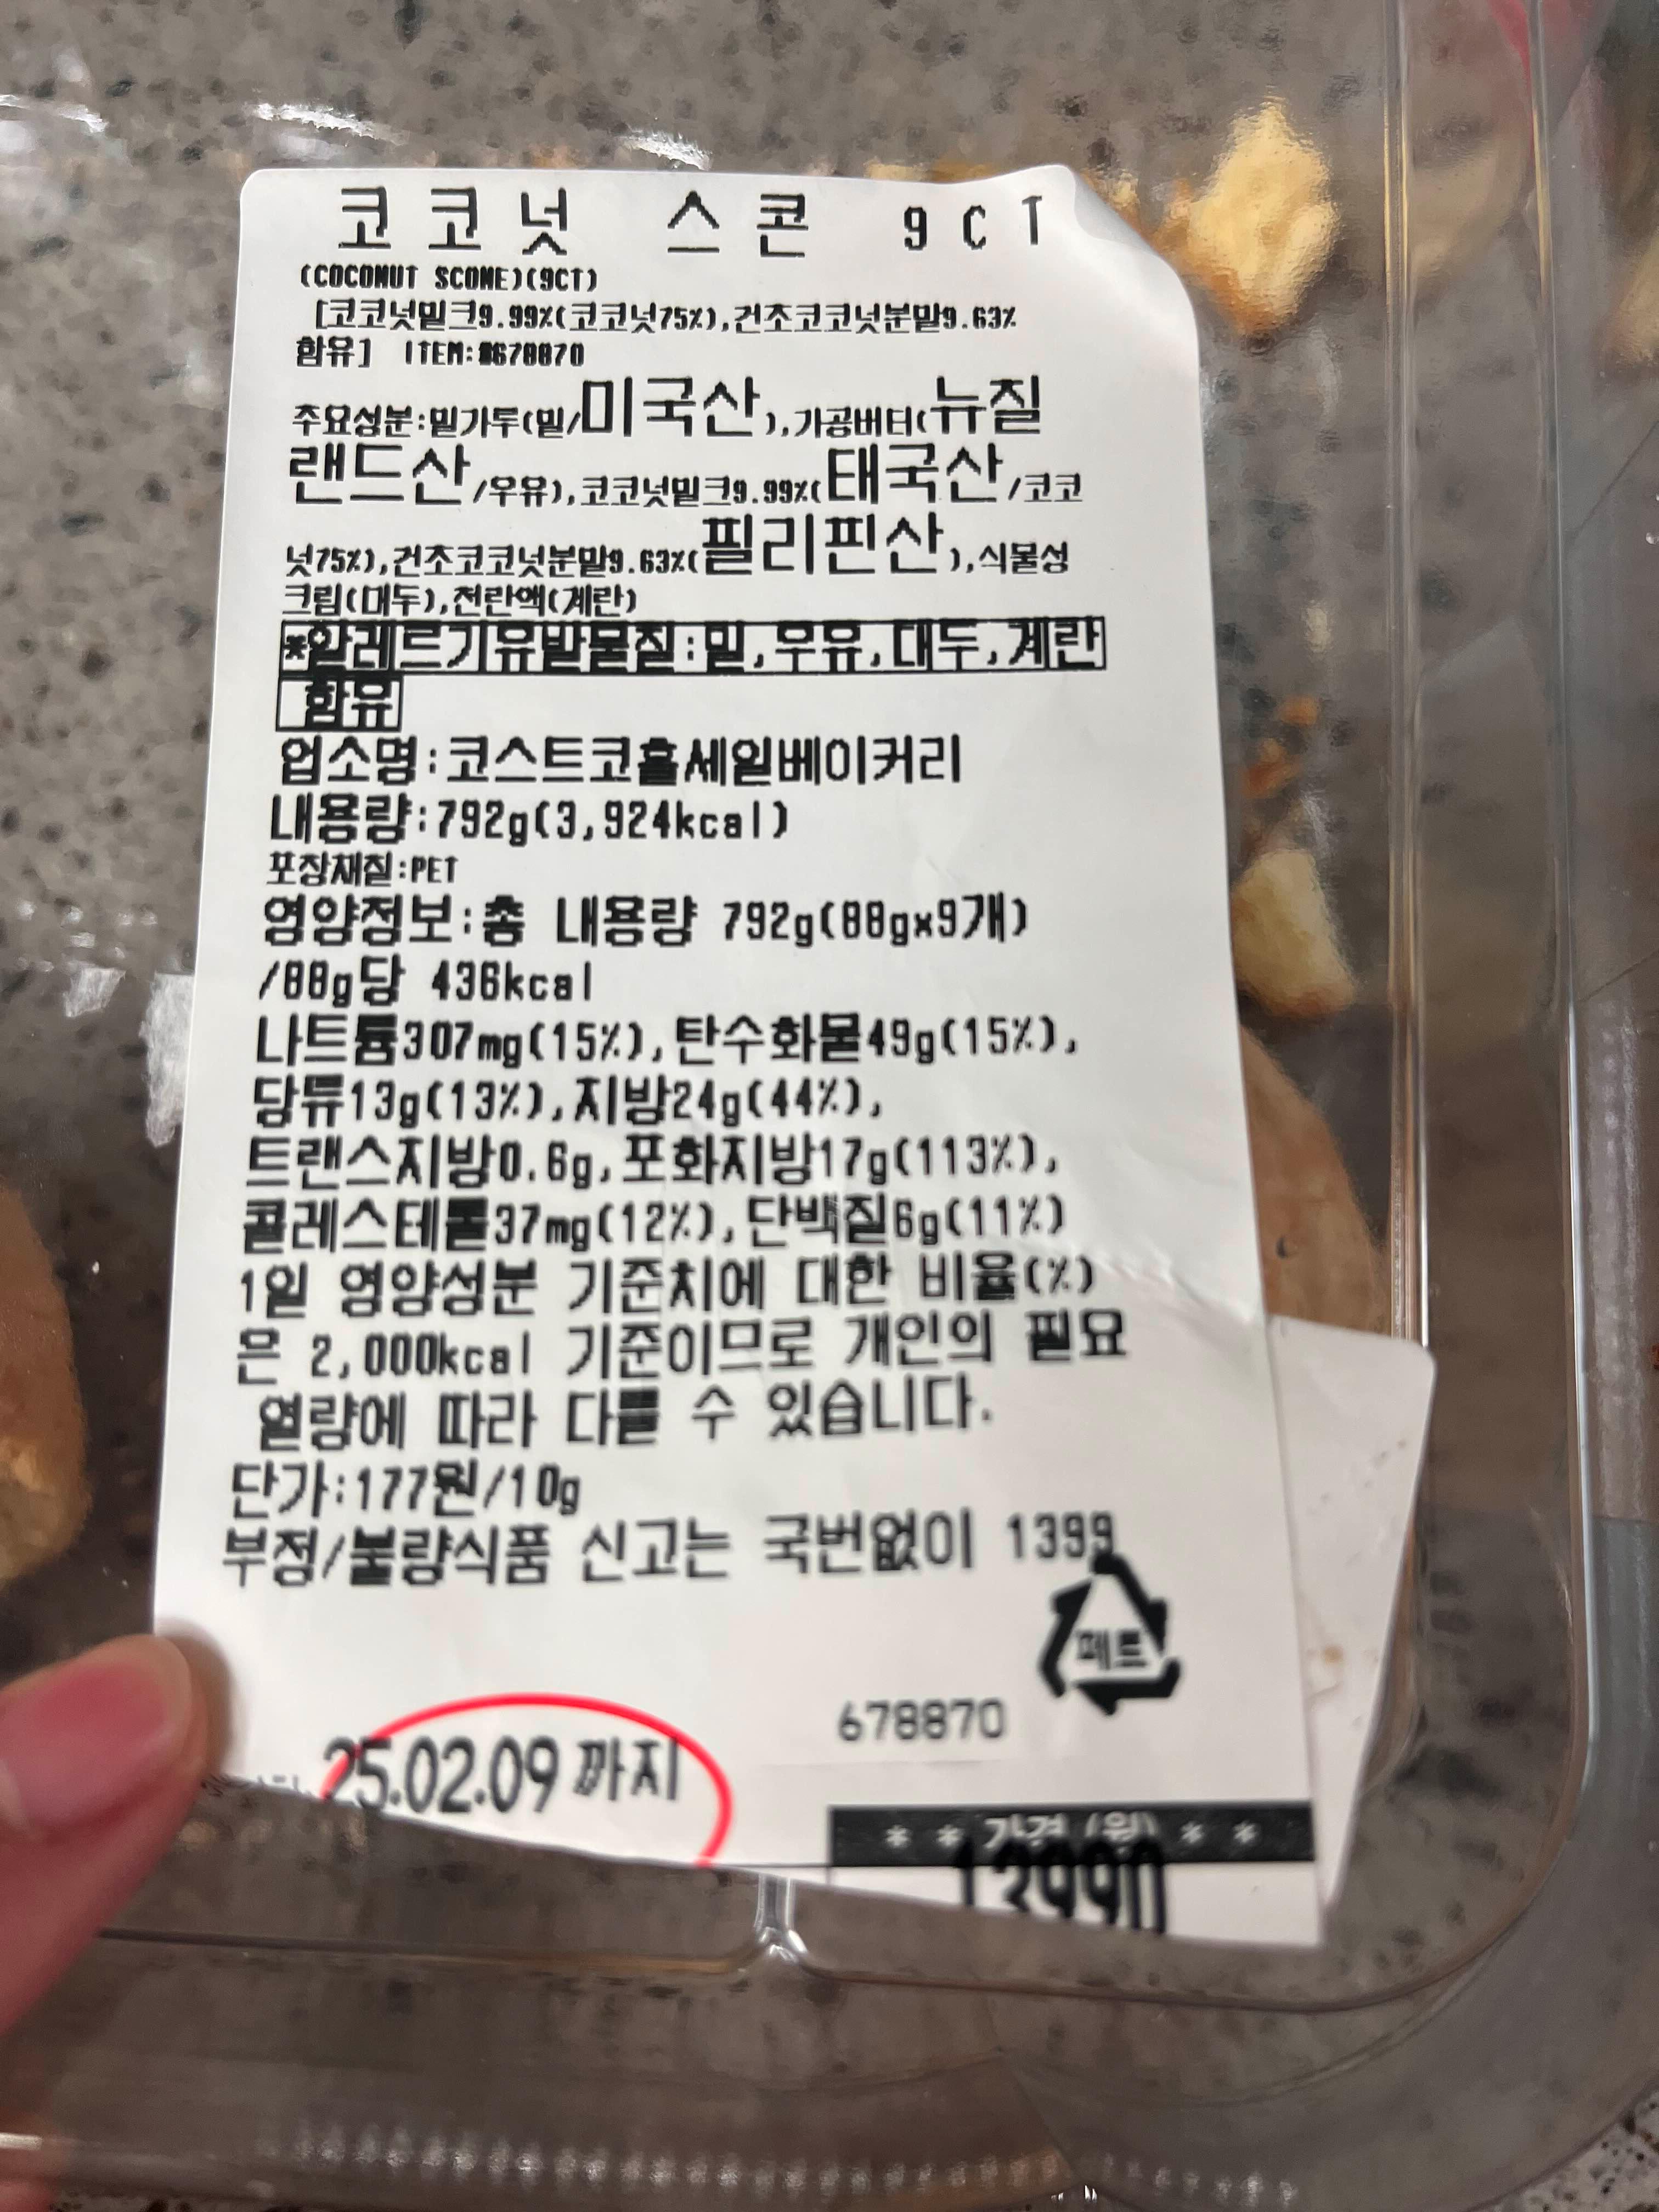 코코넛 스콘 9CT
(COCONUT SCONE)(9CT)
[코코넛밀크9.99%(코코넛75%),건조코코넛분말9.63%
함유] ITEM:#678870
주요성분:밀가루(밀/미국산),가공버터(뉴질
랜드산/우유),코코넛밀크9.99%(태국산/코코
넛75%),건조코코넛분말9.63%(필리핀산),식물성
크림(대두),전란액(계란)
*알레르기유발물질:밀,우유,대두,계란
함유
업소명:코스트코홀세일베이커리
내용량:792g(3,924kcal)
포장재질:PET
영양정보:총 내용량 792g(88gx9개)
/88g당 436kcal
나트륨307mg(15%),탄수화물49g(15%),
당류13g(13%),지방24g(44%),
트랜스지방0.6g,포화지방17g(113%),
콜레스테롤37mg(12%),단백질6g(11%)
1일 영양성분 기준치에 대한 비율(%)
은 2,000kcal 기준이므로 개인의 필요
열량에 따라 다를 수 있습니다.
단가:177원/10g
부정/불량식품 신고는 국번없이 1399
페트
678870
25.02.09 까지
* * 가격 (원) * *
13990